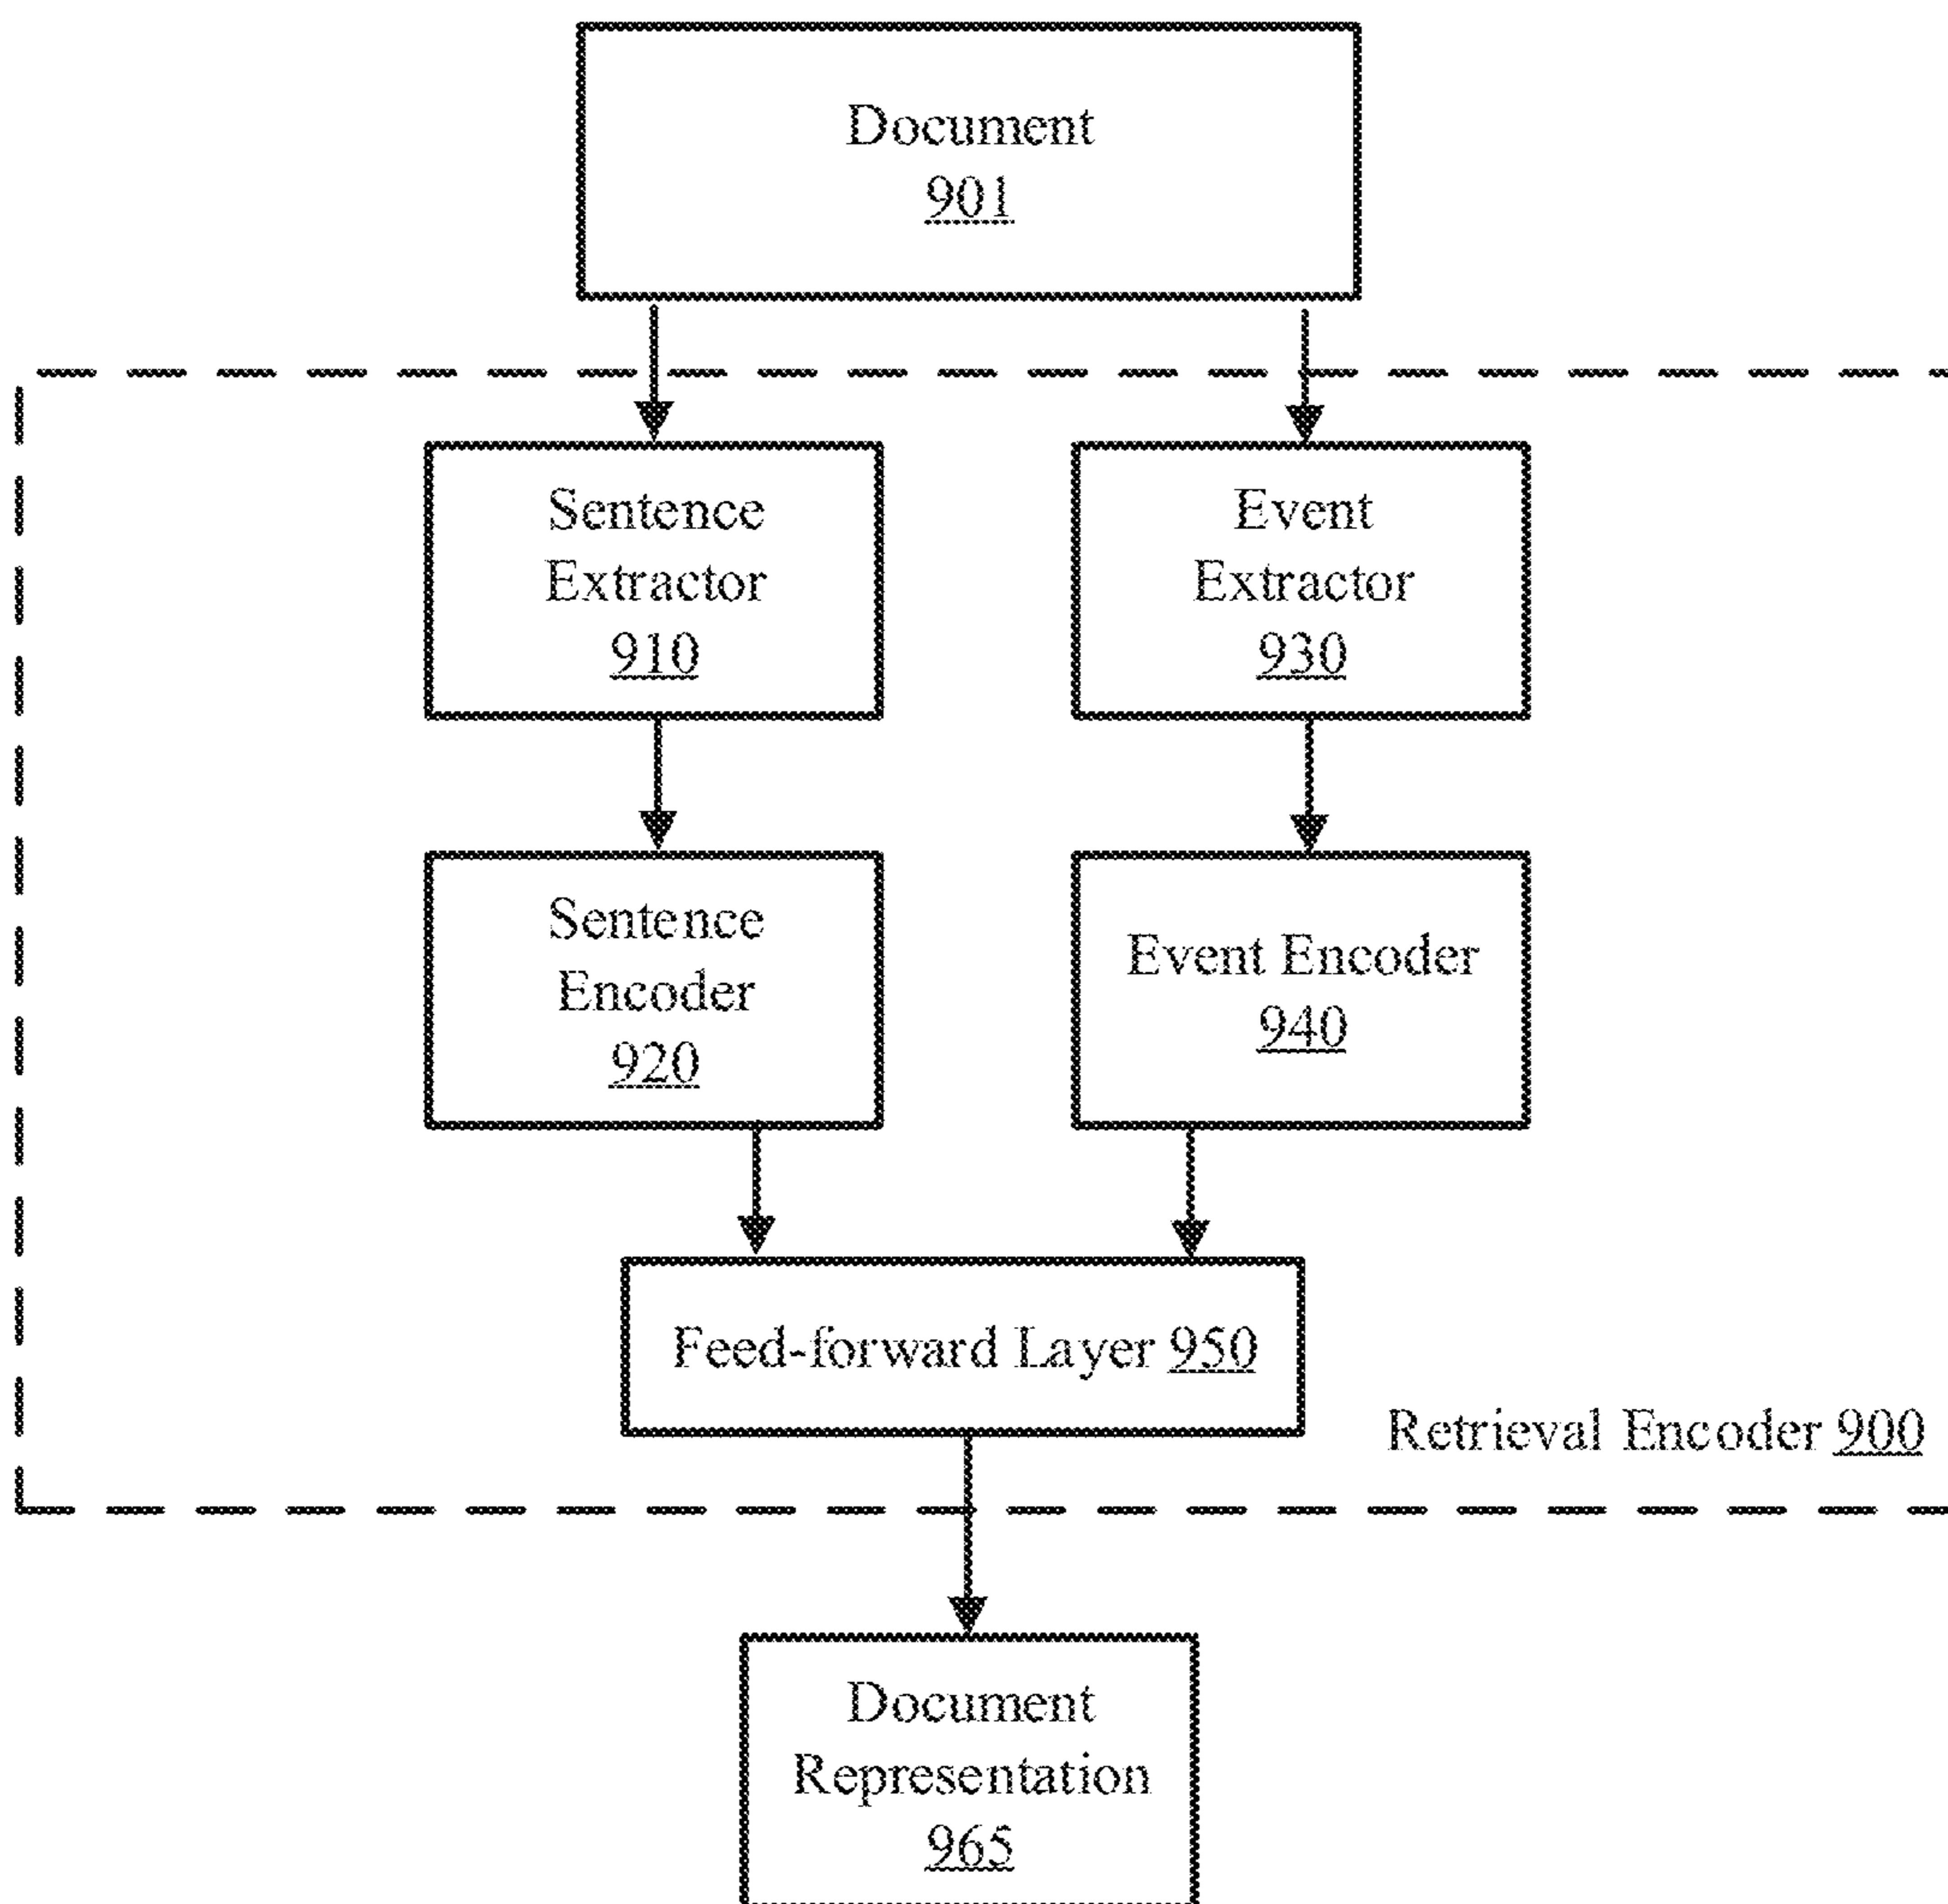 Document
901
Sentence
Extractor
910
Event
Extractor
930
Sentence
Encoder
920
Event Encoder
940
Feed-forward Layer 950
Retrieval Encoder 900
Document
Representation
965